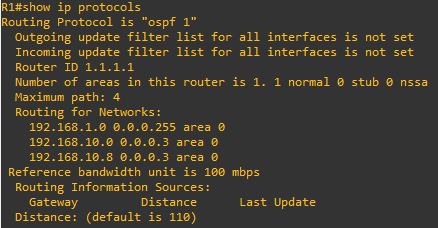 R1#show ip protocols
Routing Protocol is "ospf 1"
Outgoing update filter list for all interfaces is not set
Incoming update filter list for all interfaces is not set
Router ID 1.1.1.1
Number of areas in this router is 1. 1 normal 0 stub 0 nssa
Maximum path: 4
Routing for Networks:
192.168.1.0 0.0.0.255 area 0
192.168.10.0 0.0.0.3 area 0
192.168.10.8 0.0.0.3 area 0
Reference bandwidth unit is 100 mbps
Routing Information Sources:
Gateway Distance Last Update
Distance: (default is 110)